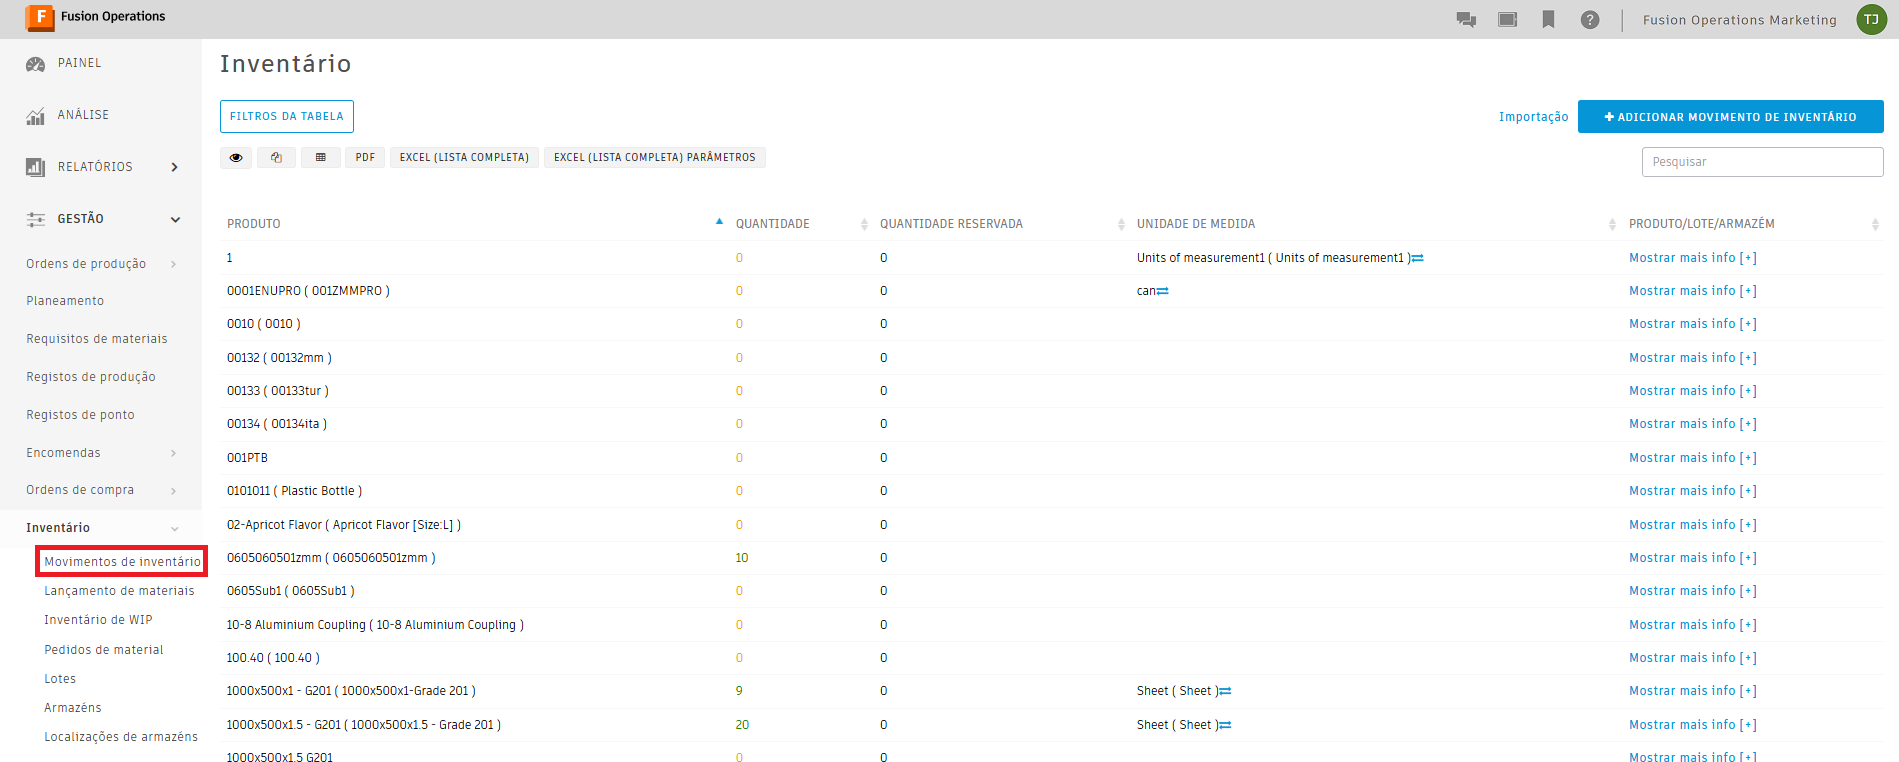 F Fusion Operations
? Fusion Operations Marketing TJ
PAINEL
ANÁLISE
RELATÓRIOS
GESTÃO
Ordens de produção
Planeamento
Requisitos de materiais
Registos de produção
Registos de ponto
Encomendas
Ordens de compra
Inventário
Movimentos de inventário
Lançamento de materiais
Inventário de WIP
Pedidos de material
Lotes
Armazéns
Localizações de armazéns
Inventário
FILTROS DA TABELA
Importação + ADICIONAR MOVIMENTO DE INVENTÁRIO
PDF EXCEL (LISTA COMPLETA) EXCEL (LISTA COMPLETA) PARÂMETROS
Pesquisar
PRODUTO QUANTIDADE QUANTIDADE RESERVADA UNIDADE DE MEDIDA PRODUTO/LOTE/ARMAZÉM
1 0 0 Units of measurement1 ( Units of measurement1 ) Mostrar mais info [+]
0001ENUPRO ( 001ZMMPRO ) 0 0 can Mostrar mais info [+]
0010 ( 0010 ) 0 0 Mostrar mais info [+]
00132 ( 00132mm ) 0 0 Mostrar mais info [+]
00133 ( 00133tur ) 0 0 Mostrar mais info [+]
00134 ( 00134ita ) 0 0 Mostrar mais info [+]
001PTB 0 0 Mostrar mais info [+]
0101011 ( Plastic Bottle ) 0 0 Mostrar mais info [+]
02-Apricot Flavor ( Apricot Flavor [Size:L] ) 0 0 Mostrar mais info [+]
0605060501zmm ( 0605060501zmm ) 10 0 Mostrar mais info [+]
0605Sub1 ( 0605Sub1 ) 0 0 Mostrar mais info [+]
10-8 Aluminium Coupling ( 10-8 Aluminium Coupling ) 0 0 Mostrar mais info [+]
100.40 ( 100.40 ) 0 0 Mostrar mais info [+]
1000x500x1 - G201 ( 1000x500x1-Grade 201 ) 9 0 Sheet ( Sheet ) Mostrar mais info [+]
1000x500x1.5 - G201 ( 1000x500x1.5 - Grade 201 ) 20 0 Sheet ( Sheet ) Mostrar mais info [+]
1000x500x1.5 G201 0 0 Mostrar mais info [+]